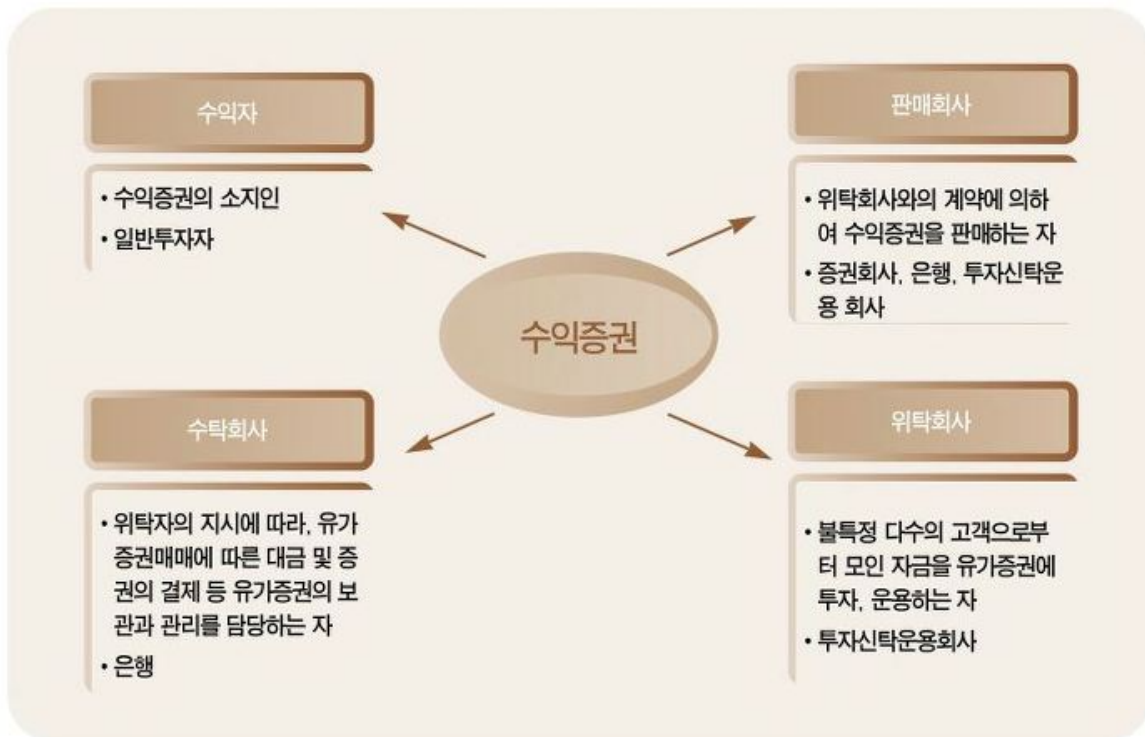 수익자
• 수익증권의 소지인
• 일반투자자
판매회사
• 위탁회사와의 계약에 의하
여 수익증권을 판매하는 자
• 증권회사, 은행, 투자신탁운
용 회사
수익증권
수탁회사
• 위탁자의 지시에 따라, 유가
증권매매에 따른 대금 및 증
권의 결제 등 유가증권의 보
관과 관리를 담당하는 자
• 은행
위탁회사
• 불특정 다수의 고객으로부
터 모인 자금을 유가증권에
투자, 운용하는 자
• 투자신탁운용회사